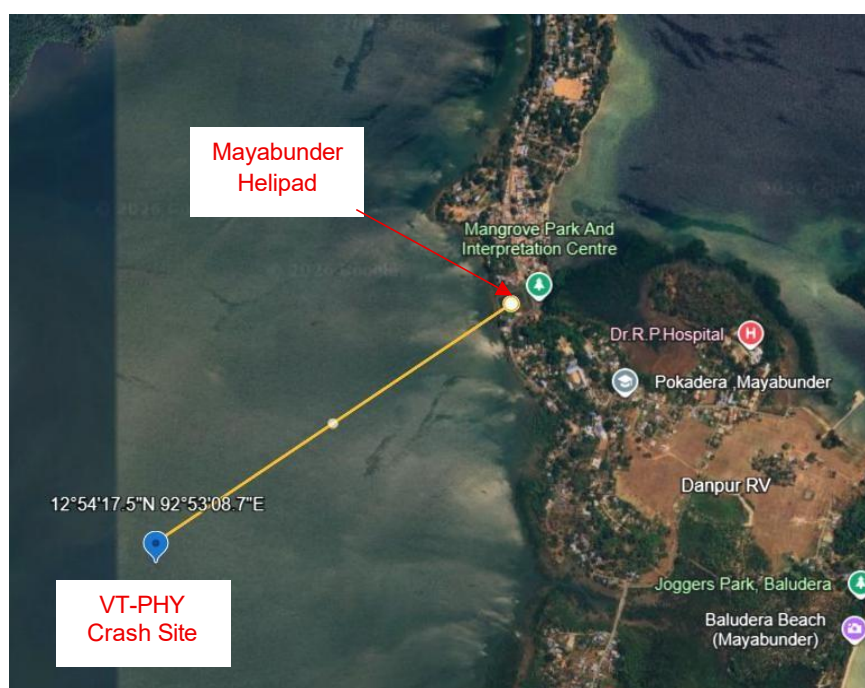 Mayabunder
Helipad
Mangrove Park And
Interpretation Centre
Dr.R.P.Hospital
H
Pokadera ,Mayabunder
12°54'17.5"N 92°53'08.7"E
Danpur RV
VT-PHY
Crash Site
Joggers Park, Baludera
Baludera Beach
(Mayabunder)